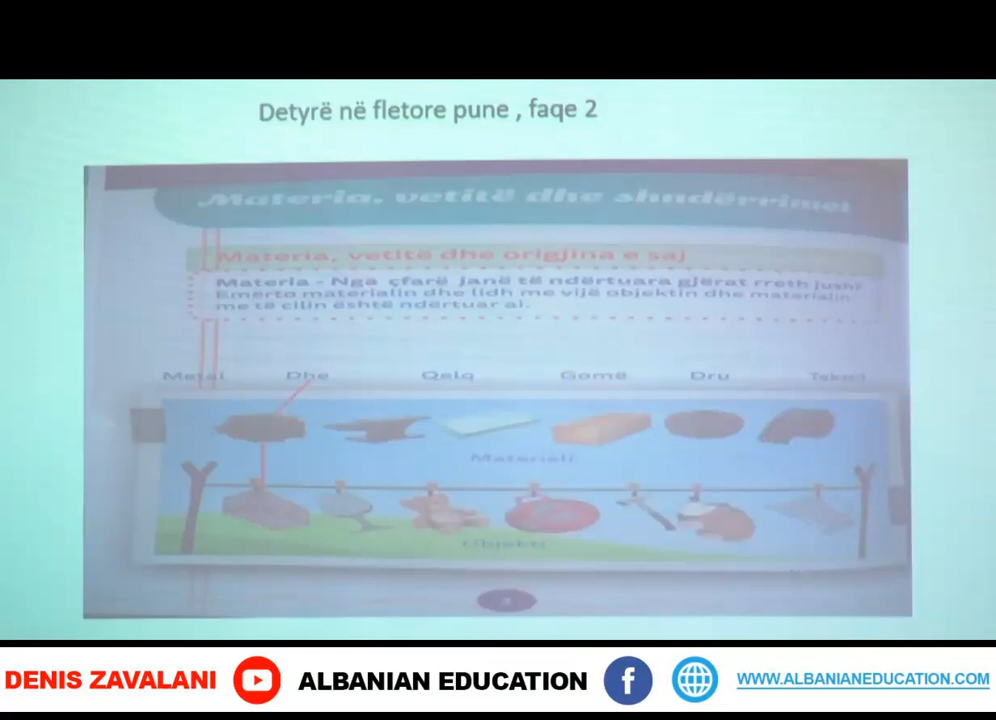 Detyrë në fletore pune , faqe 2
Materia, vetitë dhe shndërrimet
Materia, vetitë dhe origjina e saj
Materia - Nga çfarë janë të ndërtuara gjërat rreth jush?
Emërto materialin dhe lidh me vijë objektin dhe materialin
me të cilin është ndërtuar ai.
Metal Dhe Qelq Gomë Dru Tekstil
Materiali
Objekti
DENIS ZAVALANI ALBANIAN EDUCATION f WWW.ALBANIANEDUCATION.COM